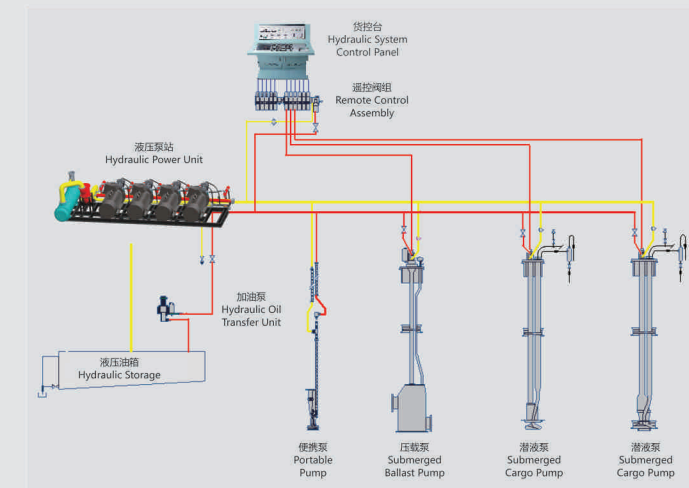 货控台
Hydraulic System
Control Panel
遥控阀组
Remote Control
Assembly
液压泵站
Hydraulic Power Unit
加油泵
Hydraulic Oil
Transfer Unit
液压油箱
Hydraulic Storage
便携泵
Portable
Pump
压载泵
Submerged
Ballast Pump
潜液泵
Submerged
Cargo Pump
潜液泵
Submerged
Cargo Pump